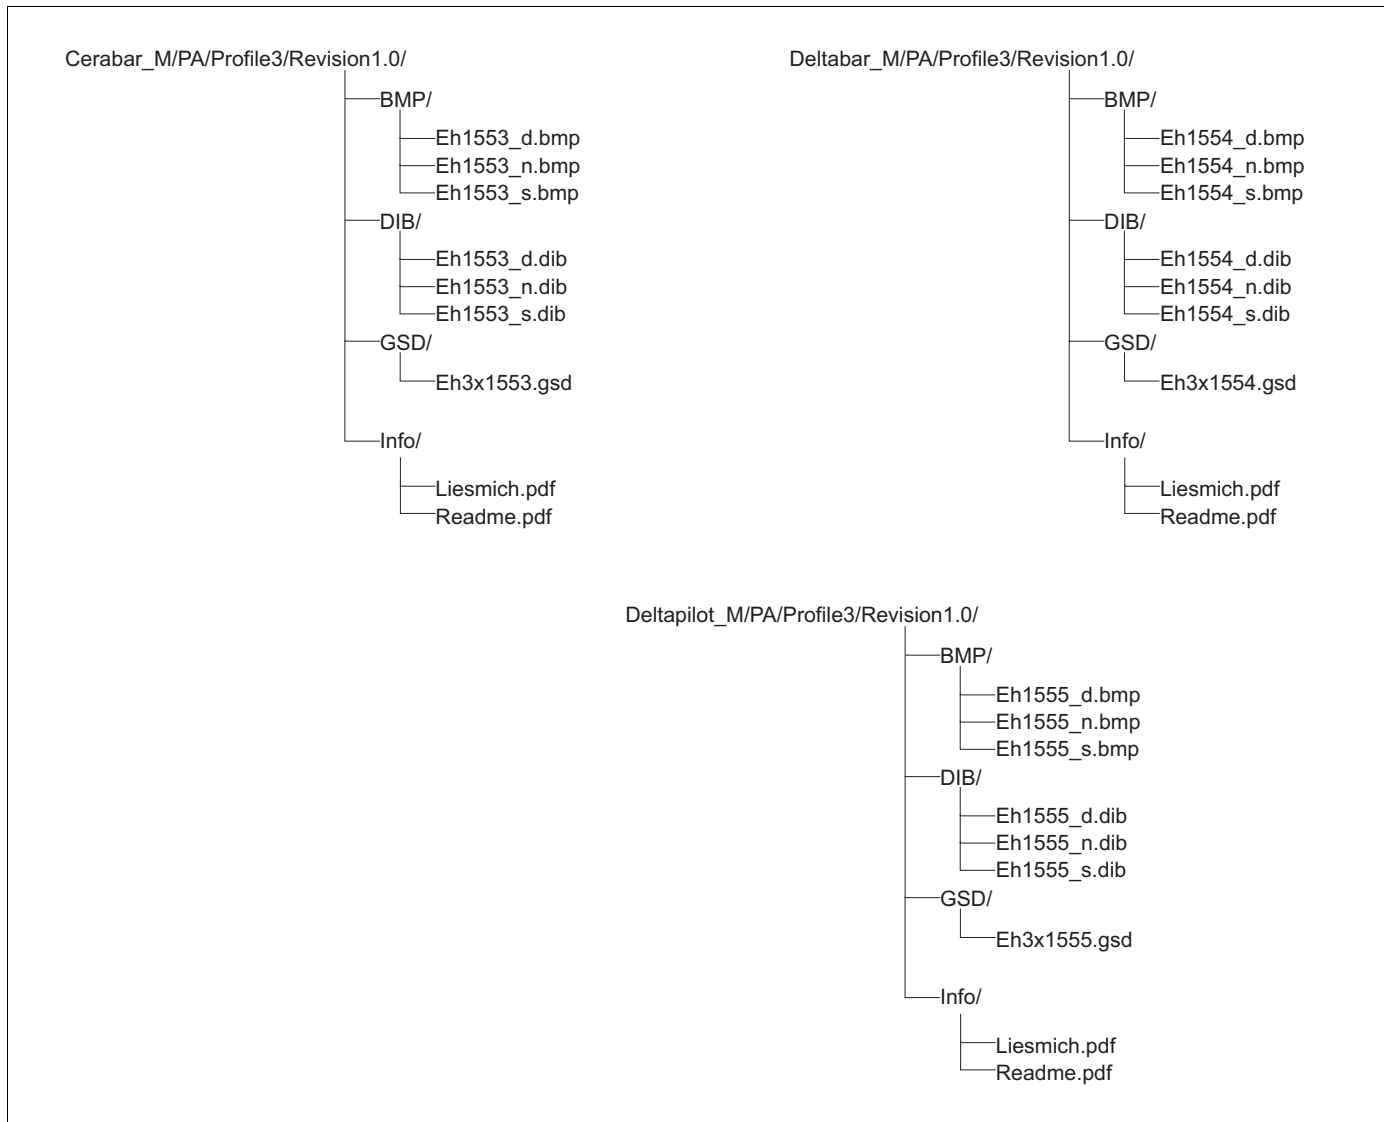 Cerabar_M/PA/Profile3/Revision1.0/
BMP/
Eh1553_d.bmp
Eh1553_n.bmp
Eh1553_s.bmp
DIB/
Eh1553_d.dib
Eh1553_n.dib
Eh1553_s.dib
GSD/
Eh3x1553.gsd
Info/
Liesmich.pdf
Readme.pdf
Deltabar_M/PA/Profile3/Revision1.0/
BMP/
Eh1554_d.bmp
Eh1554_n.bmp
Eh1554_s.bmp
DIB/
Eh1554_d.dib
Eh1554_n.dib
Eh1554_s.dib
GSD/
Eh3x1554.gsd
Info/
Liesmich.pdf
Readme.pdf
Deltapilot_M/PA/Profile3/Revision1.0/
BMP/
Eh1555_d.bmp
Eh1555_n.bmp
Eh1555_s.bmp
DIB/
Eh1555_d.dib
Eh1555_n.dib
Eh1555_s.dib
GSD/
Eh3x1555.gsd
Info/
Liesmich.pdf
Readme.pdf